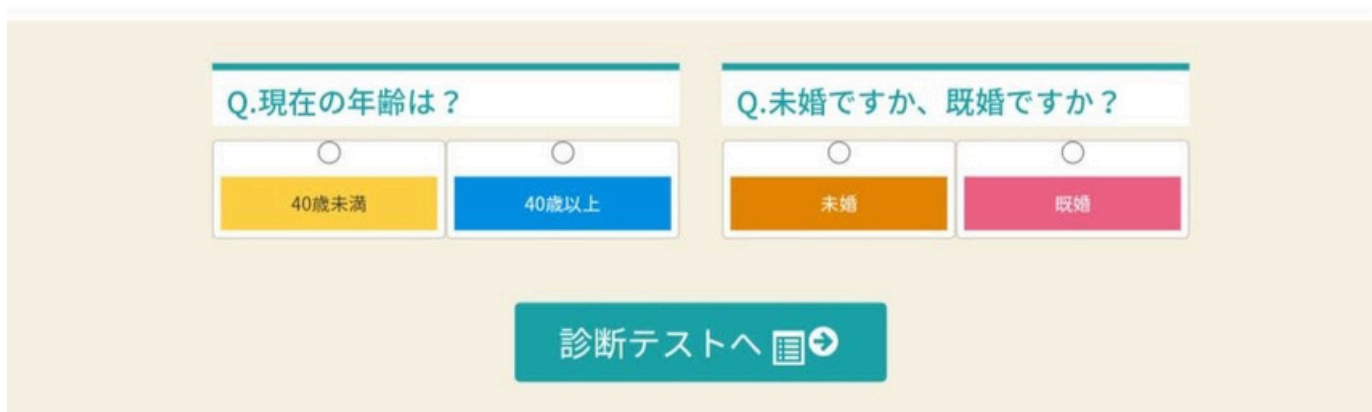 Q.現在の年齢は？
40歳未満
40歳以上
Q.未婚ですか、既婚ですか？
未婚
既婚
診断テストへ